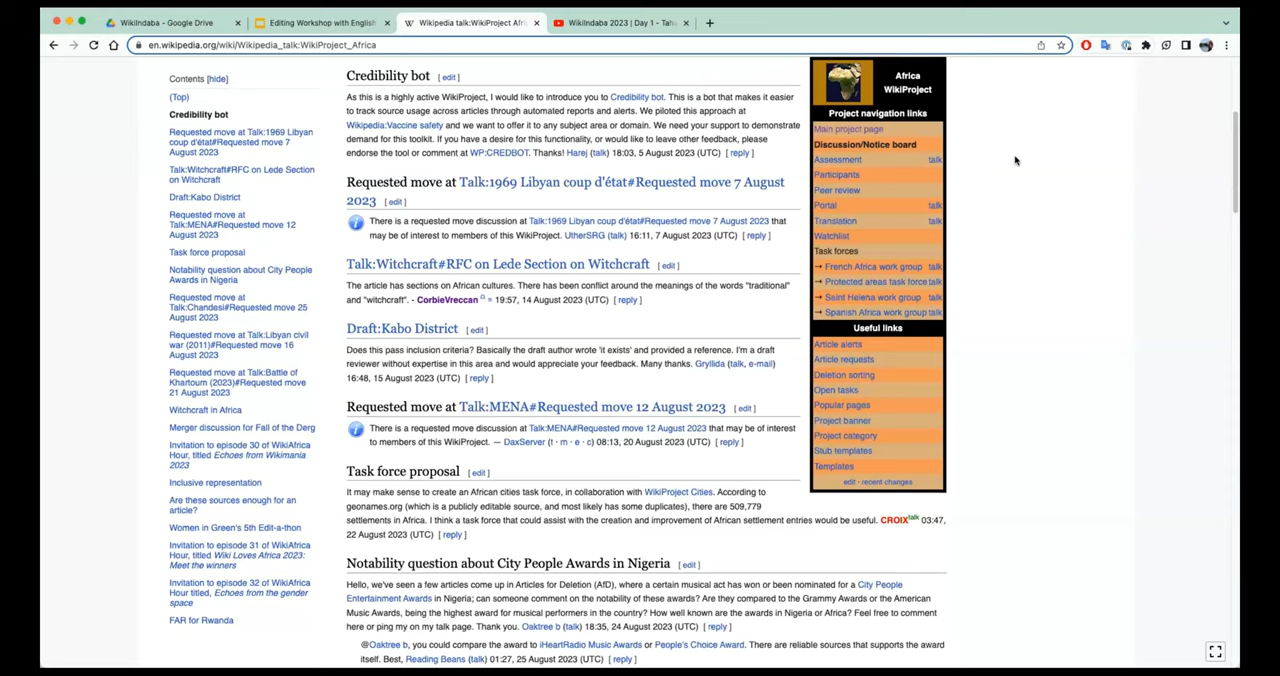 WikiIndaba - Google Drive
Editing Workshop with English
Wikipedia talk:WikiProject Afri
WikiIndaba 2023 | Day 1 - Taha
en.wikipedia.org/wiki/Wikipedia_talk:WikiProject_Africa
Contents [hide]
(Top)
Credibility bot
Requested move at Talk:1969 Libyan
coup d'état#Requested move 7
August 2023
Talk:Witchcraft#RFC on Lede Section
on Witchcraft
Draft:Kabo District
Requested move at
Talk:MENA#Requested move 12
August 2023
Task force proposal
Notability question about City People
Awards in Nigeria
Requested move at
Talk:Chandesi#Requested move 25
August 2023
Requested move at Talk:Libyan civil
war (2011)#Requested move 16
August 2023
Requested move at Talk:Battle of
Khartoum (2023)#Requested move
21 August 2023
Witchcraft in Africa
Merger discussion for Fall of the Derg
Invitation to episode 30 of WikiAfrica
Hour, titled Echoes from Wikimania
2023
Inclusive representation
Are these sources enough for an
article?
Women in Green's 5th Edit-a-thon
Invitation to episode 31 of WikiAfrica
Hour, titled Wiki Loves Africa 2023:
Meet the winners
Invitation to episode 32 of WikiAfrica
Hour, titled, Echoes from the gender
space
FAR for Rwanda
Credibility bot [ edit ]
As this is a highly active WikiProject, I would like to introduce you to Credibility bot. This is a bot that makes it easier
to track source usage across articles through automated reports and alerts. We piloted this approach at
Wikipedia:Vaccine safety and we want to offer it to any subject area or domain. We need your support to demonstrate
demand for this toolkit. If you have a desire for this functionality, or would like to leave other feedback, please
endorse the tool or comment at WP:CREDBOT. Thanks! Harej (talk) 18:03, 5 August 2023 (UTC) [ reply ]
Requested move at Talk:1969 Libyan coup d'état#Requested move 7 August
2023 [ edit ]
There is a requested move discussion at Talk:1969 Libyan coup d'état#Requested move 7 August 2023 that
may be of interest to members of this WikiProject. UtherSRG (talk) 16:11, 7 August 2023 (UTC) [ reply ]
Talk:Witchcraft#RFC on Lede Section on Witchcraft [ edit ]
The article has sections on African cultures. There has been conflict around the meanings of the words "traditional"
and "witchcraft". - CorbieVreccan 19:57, 14 August 2023 (UTC) [ reply ]
Draft:Kabo District [ edit ]
Does this pass inclusion criteria? Basically the draft author wrote 'it exists' and provided a reference. I'm a draft
reviewer without expertise in this area and would appreciate your feedback. Many thanks. Gryllida (talk, e-mail)
16:48, 15 August 2023 (UTC) [ reply ]
Requested move at Talk:MENA#Requested move 12 August 2023 [ edit ]
There is a requested move discussion at Talk:MENA#Requested move 12 August 2023 that may be of interest
to members of this WikiProject. — DaxServer (t · m · e · c) 08:13, 20 August 2023 (UTC) [ reply ]
Task force proposal [ edit ]
It may make sense to create an African cities task force, in collaboration with WikiProject Cities. According to
geonames.org (which is a publicly editable source, and most likely has some duplicates), there are 509,779
settlements in Africa. I think a task force that could assist with the creation and improvement of African settlement entries would be useful. CROIXtalk 03:47,
22 August 2023 (UTC) [ reply ]
Notability question about City People Awards in Nigeria [ edit ]
Hello, we've seen a few articles come up in Articles for Deletion (AfD), where a certain musical act has won or been nominated for a City People
Entertainment Awards in Nigeria; can someone comment on the notability of these awards? Are they compared to the Grammy Awards or the American
Music Awards, being the highest award for musical performers in the country? How well known are the awards in Nigeria or Africa? Feel free to comment
here or ping my on my talk page. Thank you. Oaktree b (talk) 18:35, 24 August 2023 (UTC) [ reply ]
@Oaktree b, you could compare the award to iHeartRadio Music Awards or People's Choice Award. There are reliable sources that supports the award
itself. Best, Reading Beans (talk) 01:27, 25 August 2023 (UTC) [ reply ]
Africa
WikiProject
Project navigation links
Main project page
Discussion/Notice board
Assessment talk
Participants
Peer review
Portal talk
Translation talk
Watchlist
Task forces
→ French Africa work group talk
→ Protected areas task force talk
→ Saint Helena work group talk
→ Spanish Africa work group talk
Useful links
Article alerts
Article requests
Deletion sorting
Open tasks
Popular pages
Project banner
Project category
Stub templates
Templates
edit · recent changes